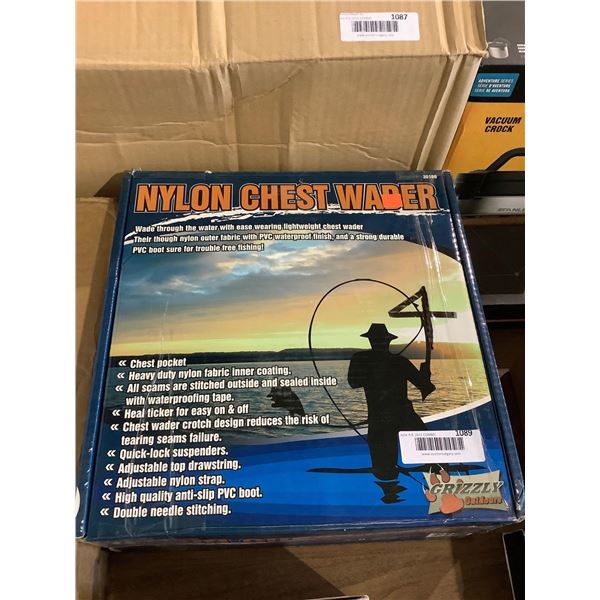 1087
ADVENTURE SERIES
SÉRIE D'AVENTURE
SERIE DE AVENTURA
VACUUM
CROCK
STANLEY
30100
NYLON CHEST WADER
Wade through the water with ease wearing lightweight chest wader
Their though nylon outer fabric with PVC waterproof finish, and a strong durable
PVC boot sure for trouble free fishing!
« Chest pocket
« Heavy duty nylon fabric inner coating.
« All scams are stitched outside and sealed inside
with waterproofing tape.
« Heal ticker for easy on & off
« Chest wader crotch design reduces the risk of
tearing seams failure.
« Quick-lock suspenders.
« Adjustable top drawstring.
« Adjustable nylon strap.
« High quality anti-slip PVC boot.
« Double needle stitching.
1089
GRIZZLY
Outdoors